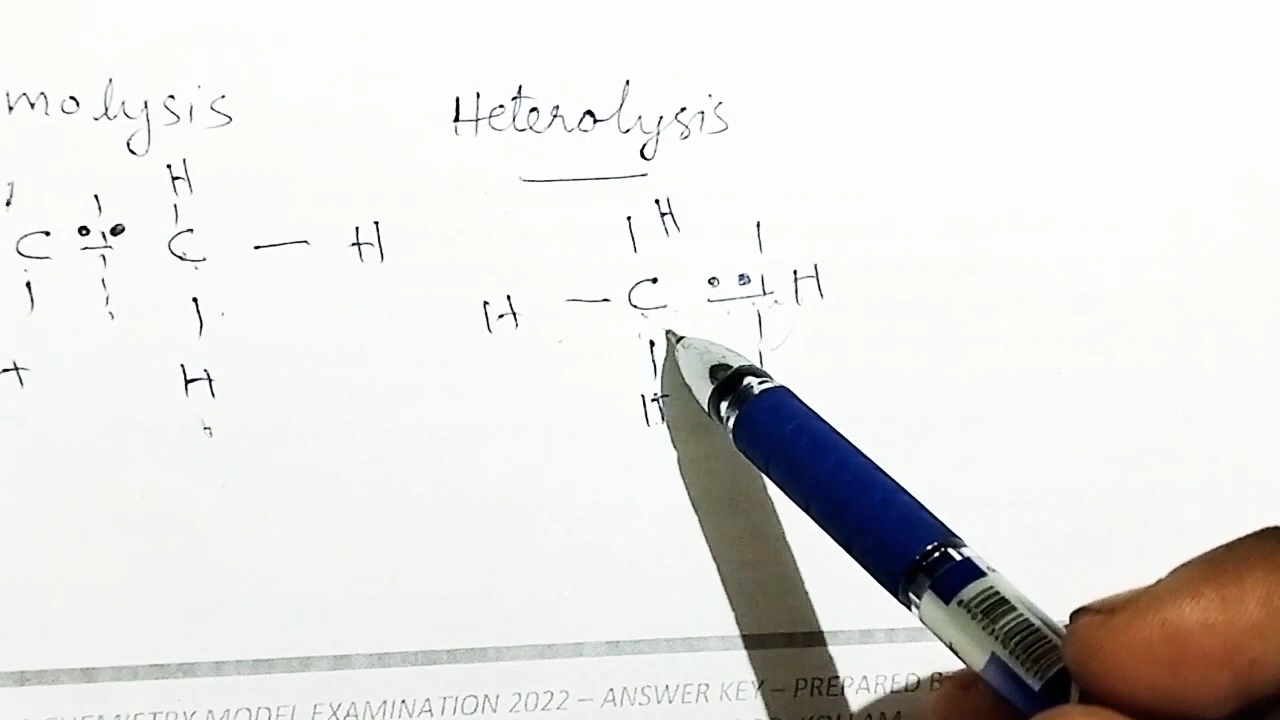 molysis Heterolysis
H H
C C — H H — C H
H H
CHEMISTRY MODEL EXAMINATION 2022 – ANSWER KEY – PREPARED B